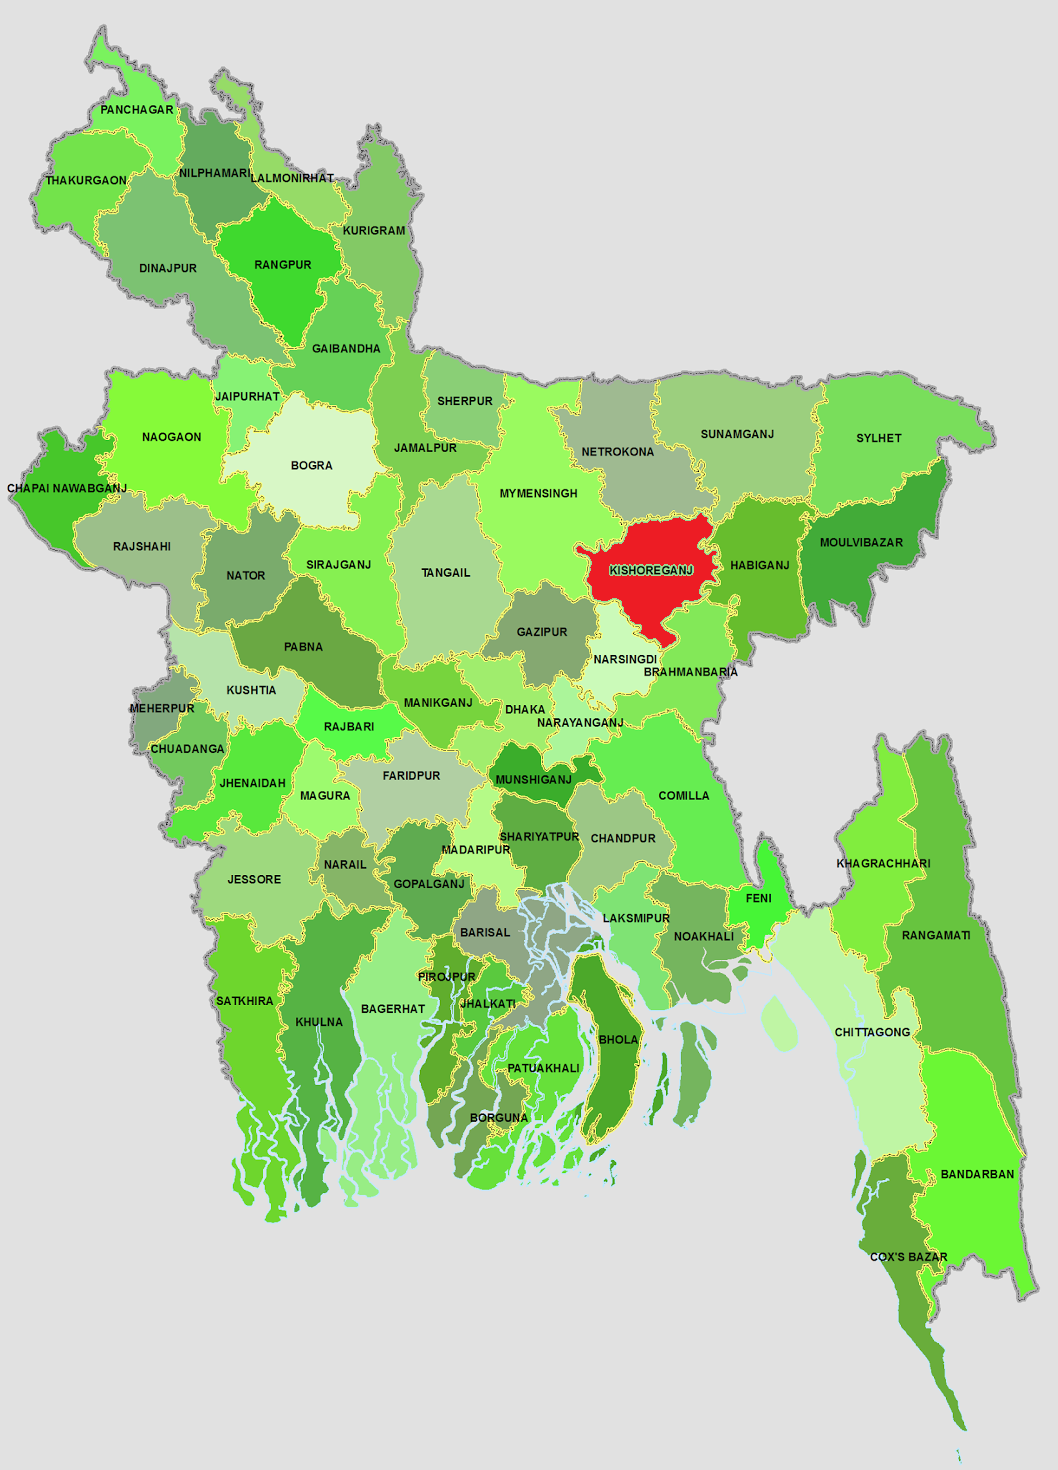 PANCHAGAR
THAKURGAON
NILPHAMARI
LALMONIRHAT
KURIGRAM
DINAJPUR
RANGPUR
GAIBANDHA
JAIPURHAT
SHERPUR
NAOGAON
JAMALPUR
BOGRA
NETROKONA
SUNAMGANJ
SYLHET
CHAPAI NAWABGANJ
MYMENSINGH
RAJSHAHI
NATOR
SIRAJGANJ
TANGAIL
KISHOREGANJ
HABIGANJ
MOULVIBAZAR
PABNA
GAZIPUR
NARSINGDI
BRAHMANBARIA
KUSHTIA
MEHERPUR
MANIKGANJ
DHAKA
NARAYANGANJ
RAJBARI
CHUADANGA
JHENAIDAH
MAGURA
FARIDPUR
MUNSHIGANJ
COMILLA
SHARIYATPUR
CHANDPUR
MADARIPUR
NARAIL
JESSORE
GOPALGANJ
KHAGRACHHARI
FENI
LAKSMIPUR
NOAKHALI
BARISAL
RANGAMATI
PIROJPUR
SATKHIRA
KHULNA
BAGERHAT
JHALKATI
CHITTAGONG
BHOLA
PATUAKHALI
BORGUNA
BANDARBAN
COX'S BAZAR